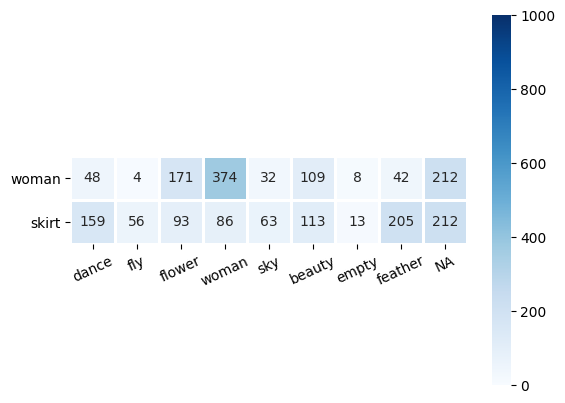 1000
800
600
400
200
0
woman 48 4 171 374 32 109 8 42 212
skirt 159 56 93 86 63 113 13 205 212
dance fly flower woman sky beauty empty feather NA